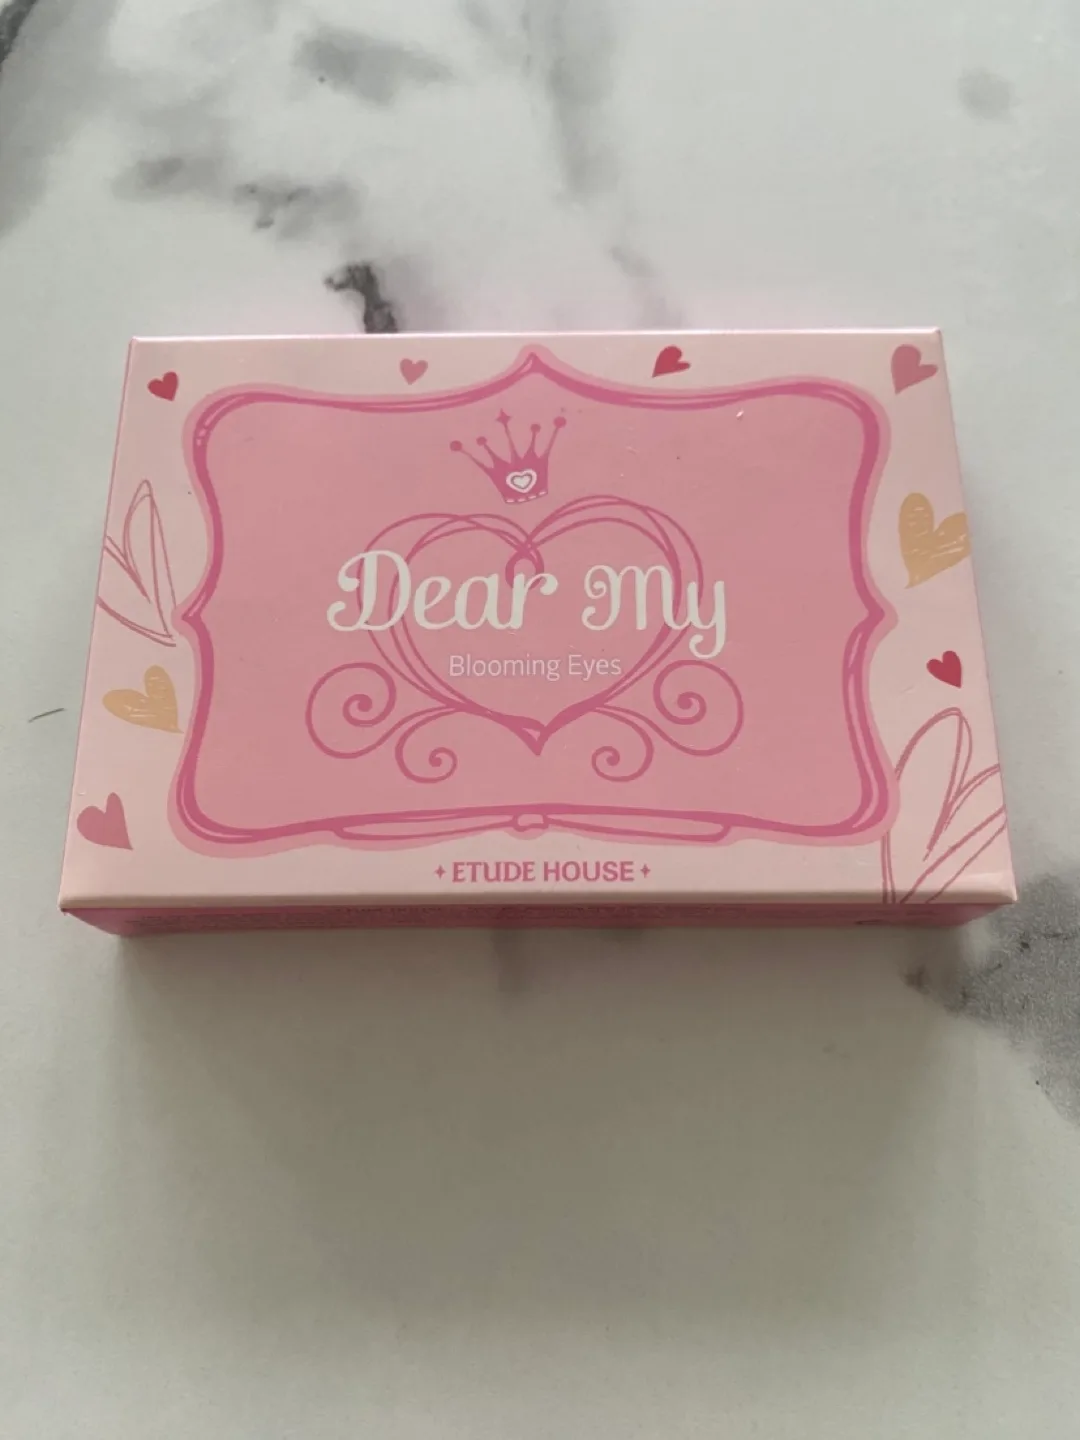 Dear My
Blooming Eyes
ETUDE HOUSE